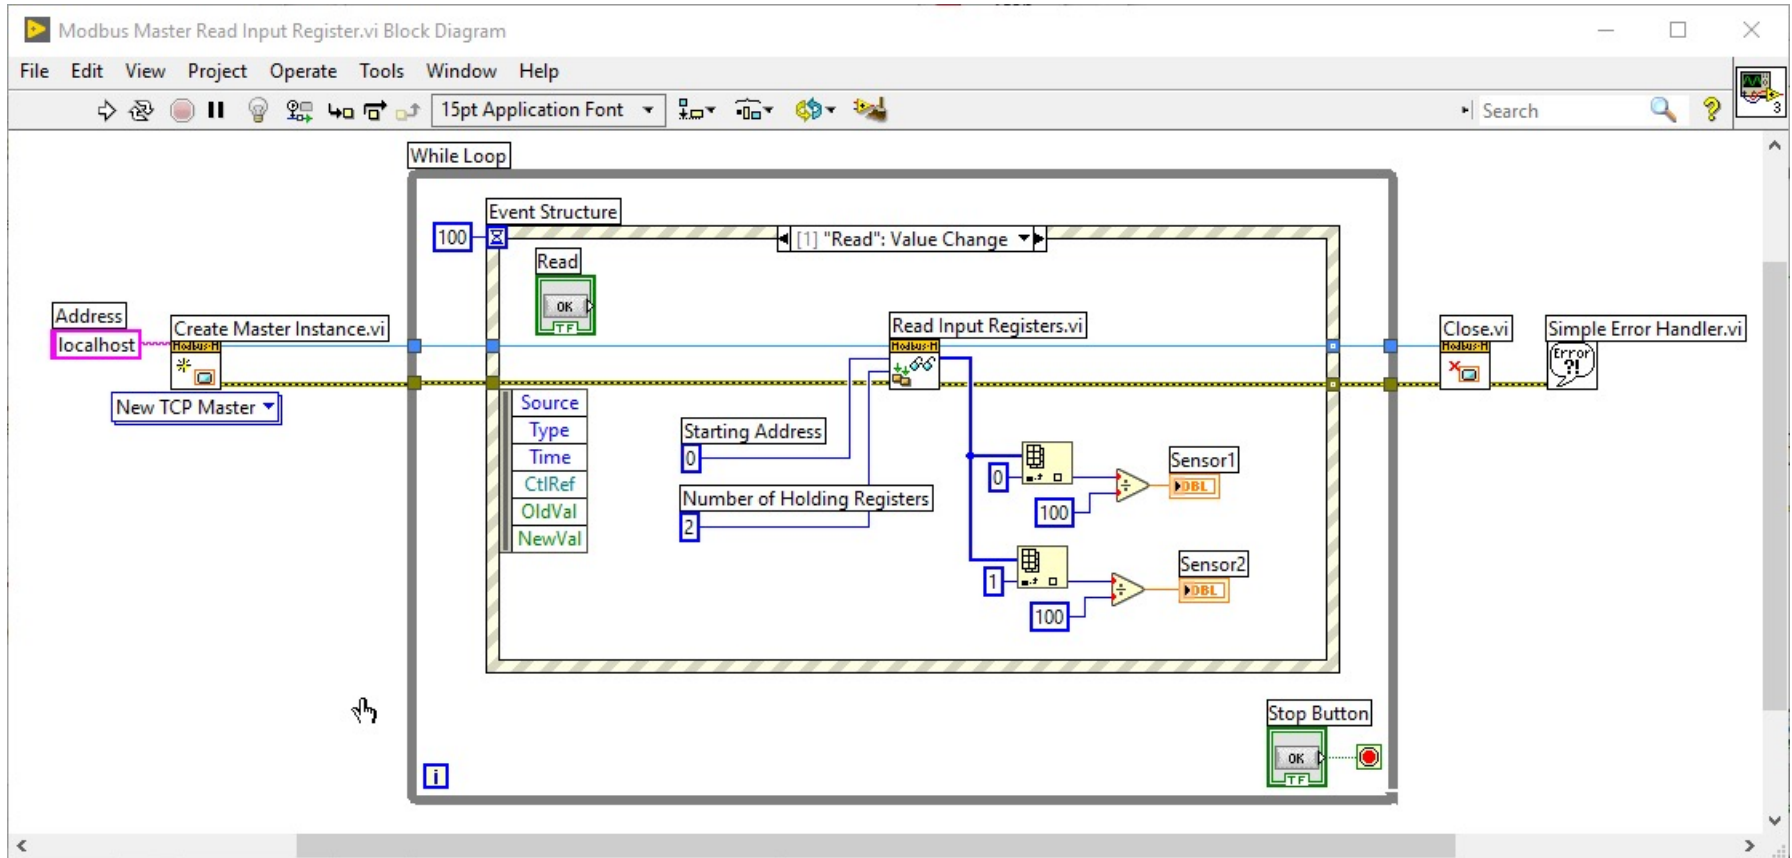 Modbus Master Read Input Register.vi Block Diagram
File Edit View Project Operate Tools Window Help
15pt Application Font
Search
3
While Loop
Event Structure
100
[1] "Read": Value Change
Read
OK
TF
Address
localhost
Create Master Instance.vi
Modbus-M
New TCP Master
Read Input Registers.vi
Modbus-M
Close.vi
Modbus-M
Simple Error Handler.vi
Error
?!
Source
Type
Time
CtlRef
OldVal
NewVal
Starting Address
0
Number of Holding Registers
2
0
100
Sensor1
DBL
1
100
Sensor2
DBL
Stop Button
OK
TF
i